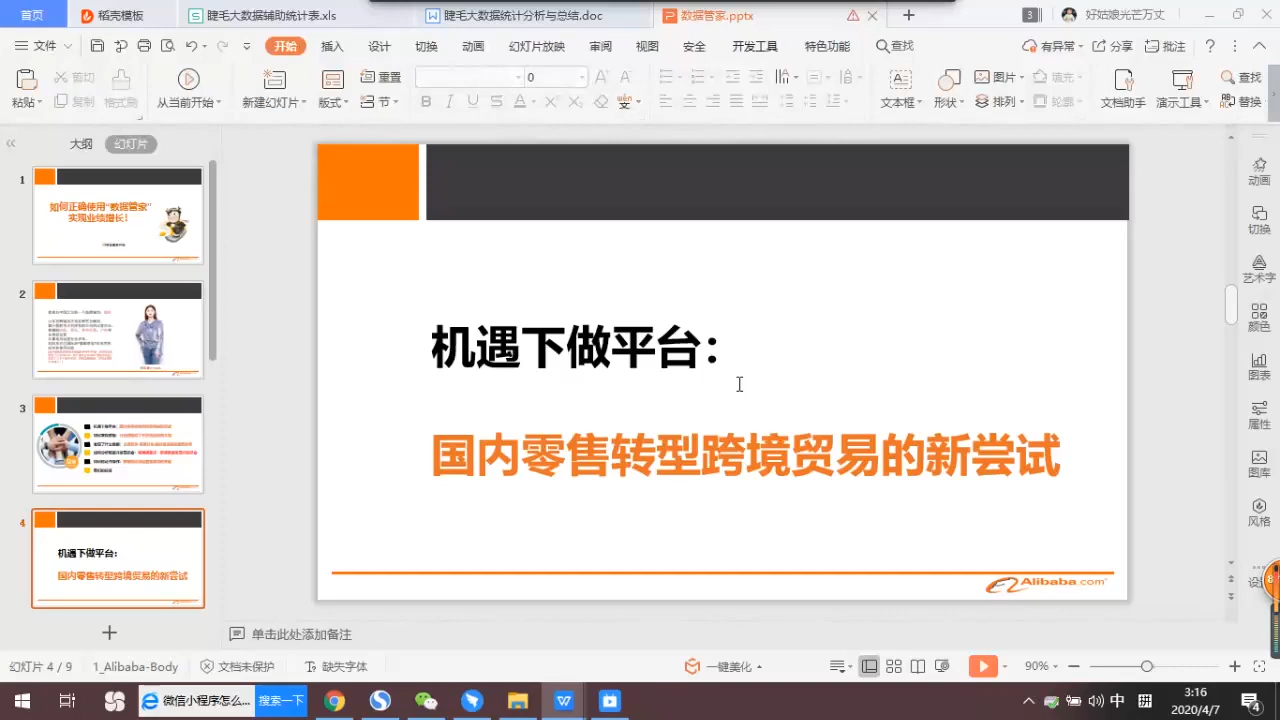 稻壳模板
睫毛大数据辅助统计表.xls
睫毛大数据统计分析与总结.doc
数据管家.pptx
3
好姑娘光芒万丈
文件
开始
插入
设计
切换
动画
幻灯片放映
审阅
视图
安全
开发工具
特色功能
查找
有异常
分享
批注
粘贴
剪切
复制
格式刷
从当前开始
新建幻灯片
版式
重置
节
0
文本框
形状
图片
排列
填充
轮廓
文档助手
演示工具
查找
替换
大纲
幻灯片
1
如何正确使用"数据管家"
实现业绩增长!
2
3
4
机遇下做平台:
国内零售转型跨境贸易的新尝试
机遇下做平台:
国内零售转型跨境贸易的新尝试
Alibaba.com
动画
切换
艺术字
颜色
图表
属性
图库
风格
单击此处添加备注
幻灯片 4 / 9
1_Alibaba-Body
文档未保护
缺失字体
一键美化
90%
微信小程序怎么...
搜索一下
中
拼
3:16
2020/4/7
4